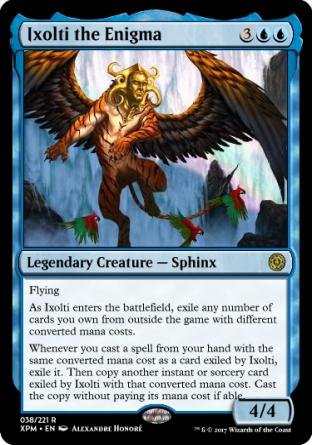 Ixolti the Enigma 3
Legendary Creature — Sphinx
Flying
As Ixolti enters the battlefield, exile any number of
cards you own from outside the game with different
converted mana costs.
Whenever you cast a spell from your hand with the
same converted mana cost as a card exiled by Ixolti,
exile it. Then copy another instant or sorcery card
exiled by Ixolti with that converted mana cost. Cast
the copy without paying its mana cost if able.
4/4
038/221 R
XPM • EN Alexandre Honoré
™ & © 2017 Wizards of the Coast